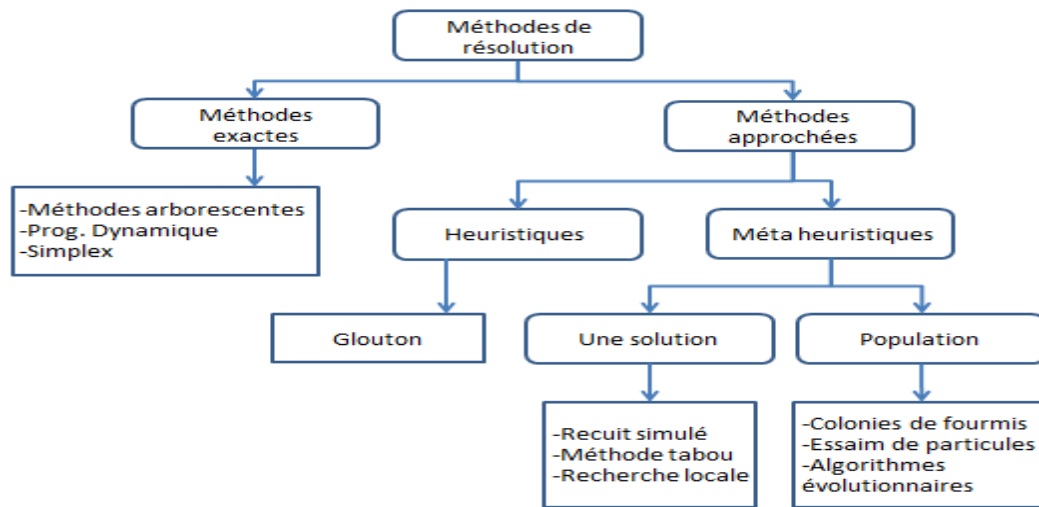 Méthodes de
résolution
Méthodes
exactes
Méthodes
approchées
-Méthodes arborescentes
-Prog. Dynamique
-Simplex
Heuristiques
Méta heuristiques
Glouton
Une solution
Population
-Recuit simulé
-Méthode tabou
-Recherche locale
-Colonies de fourmis
-Essaim de particules
-Algorithmes
évolutionnaires